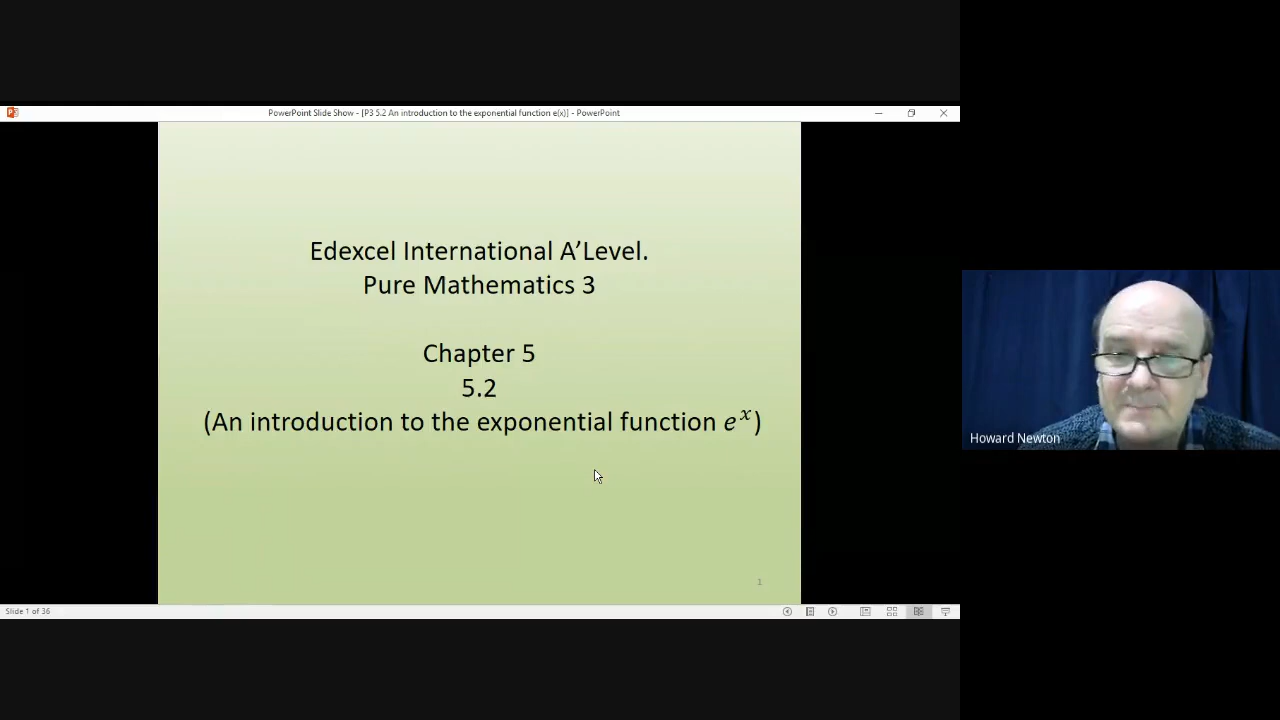 PowerPoint Slide Show - [P3 5.2 An introduction to the exponential function e(x)] - PowerPoint
Edexcel International A’Level.
Pure Mathematics 3
Chapter 5
5.2
(An introduction to the exponential function eˣ)
1
Slide 1 of 36
Howard Newton